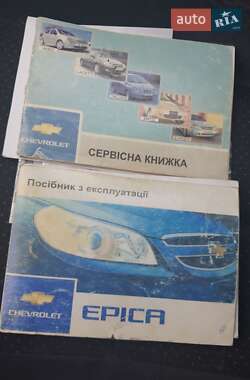 auto RIA
CHEVROLET
СЕРВІСНА КНИЖКА
Посібник з експлуатації
CHEVROLET
EPICA